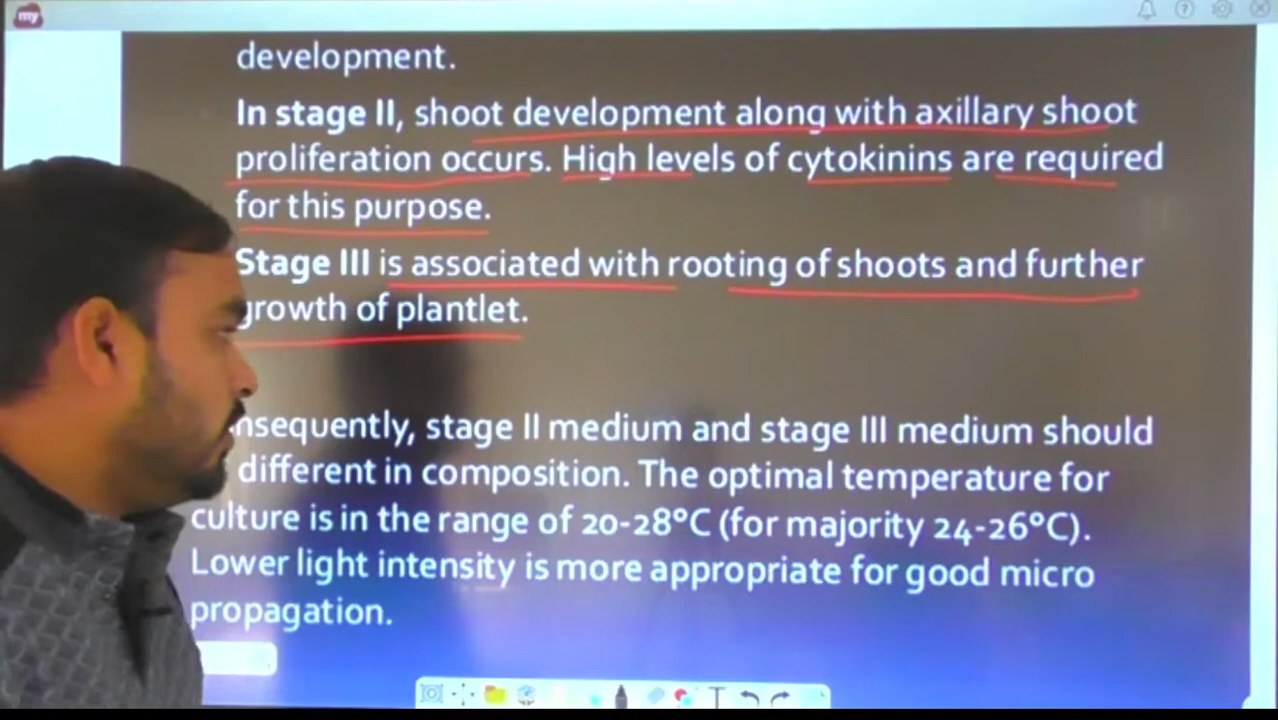 my
development.
In stage II, shoot development along with axillary shoot
proliferation occurs. High levels of cytokinins are required
for this purpose.
Stage III is associated with rooting of shoots and further
growth of plantlet.
nsequently, stage II medium and stage III medium should
different in composition. The optimal temperature for
culture is in the range of 20-28°C (for majority 24-26°C).
Lower light intensity is more appropriate for good micro
propagation.